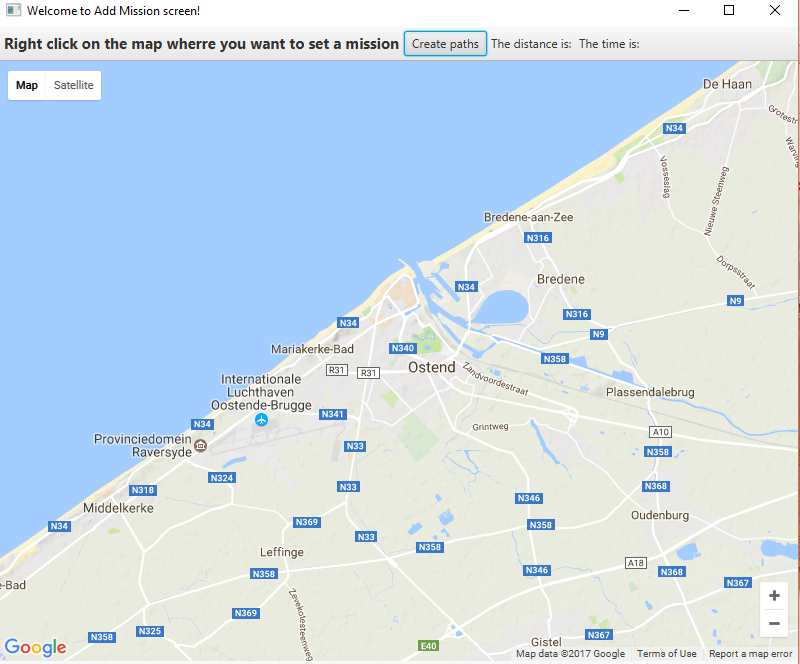 Welcome to Add Mission screen!
Right click on the map wherre you want to set a mission Create paths The distance is: The time is:
Map Satellite
De Haan
Grotestr
N34
Warving
Vossestag
Nieuwe Steenweg
Bredene-aan-Zee
N316
Dorpsstraat
Bredene
N34
N9
N316
N34
N9
Mariakerke-Bad
N340
N358
R31
R31
Ostend
Zandvoordestraat
Internationale
Luchthaven
Oostende-Brugge
Plassendalebrug
N341
N34
Grintweg
A10
Provinciedomein
Raversyde
N33
N358
N324
N318
N33
N368
N346
Middelkerke
Oudenburg
N34
N369
N358
N33
N358
Leffinge
A18
N358
N346
N368
e-Bad
N367
Zevekotesteenweg
N369
N325
N358
N367
E40
Gistel
Google
Map data ©2017 Google Terms of Use Report a map error